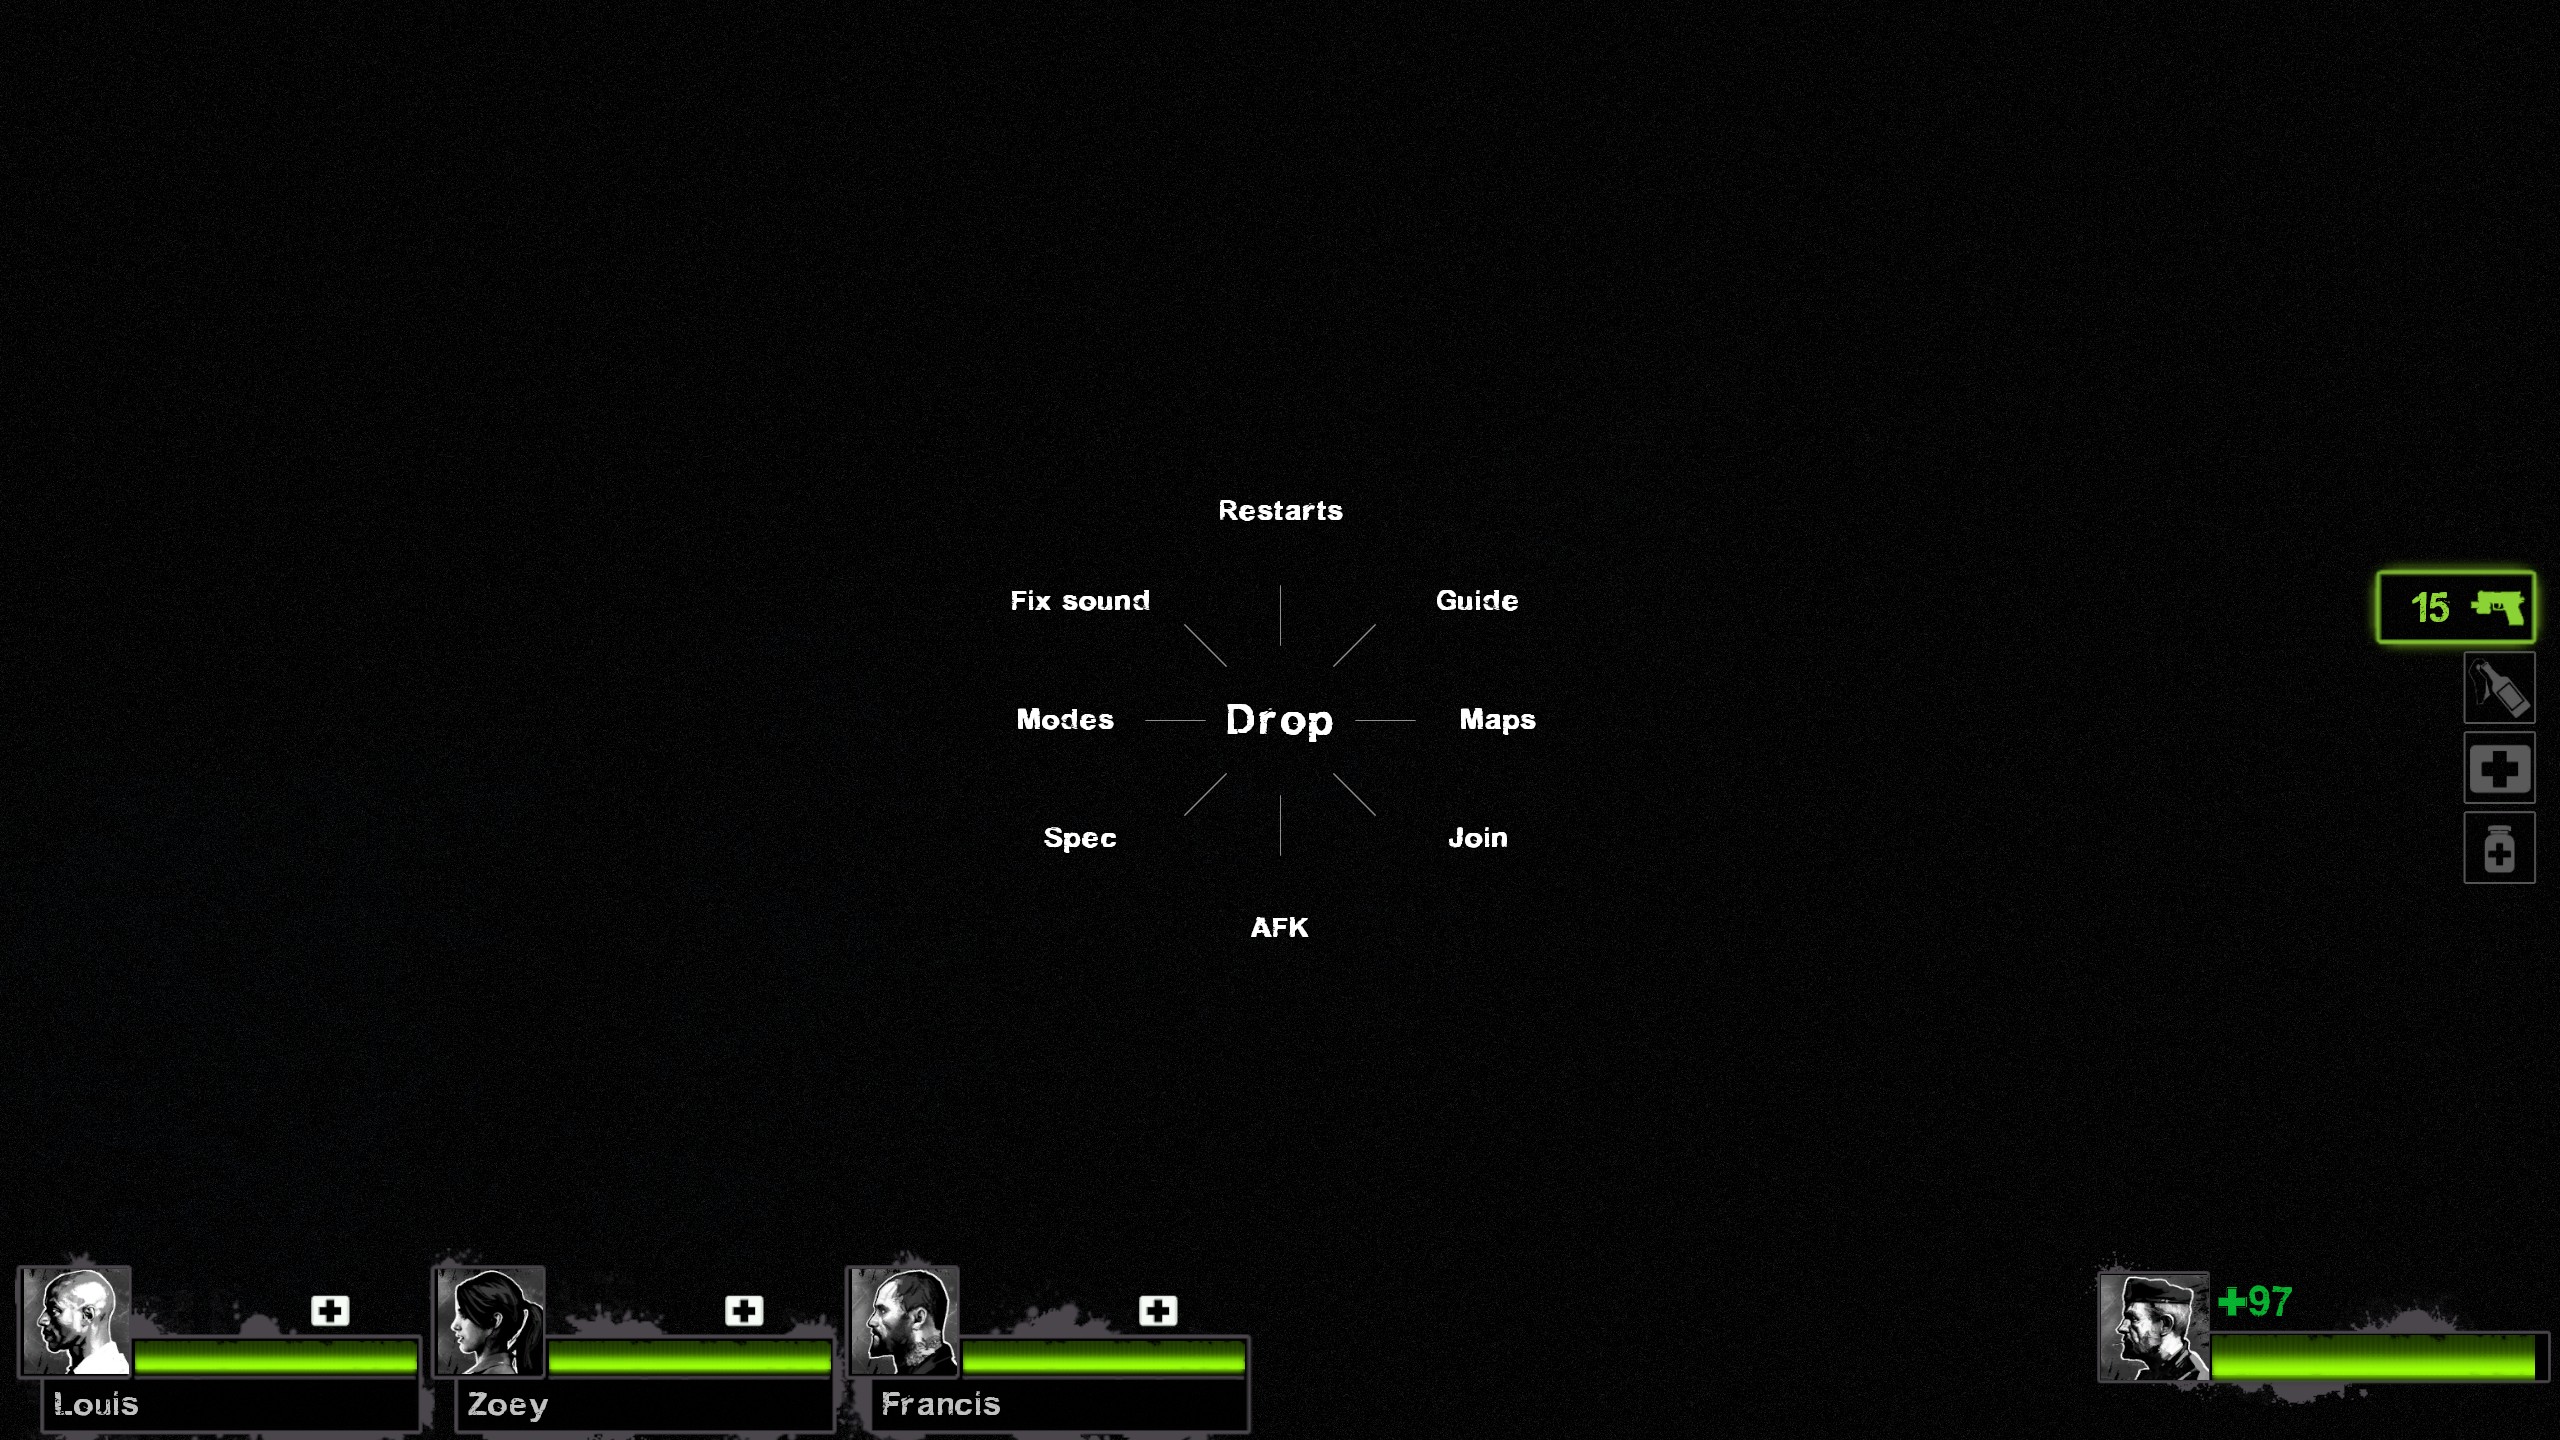 Restarts
Fix sound
Guide
Modes
Drop
Maps
Spec
Join
AFK
15
+97
Louis
Zoey
Francis